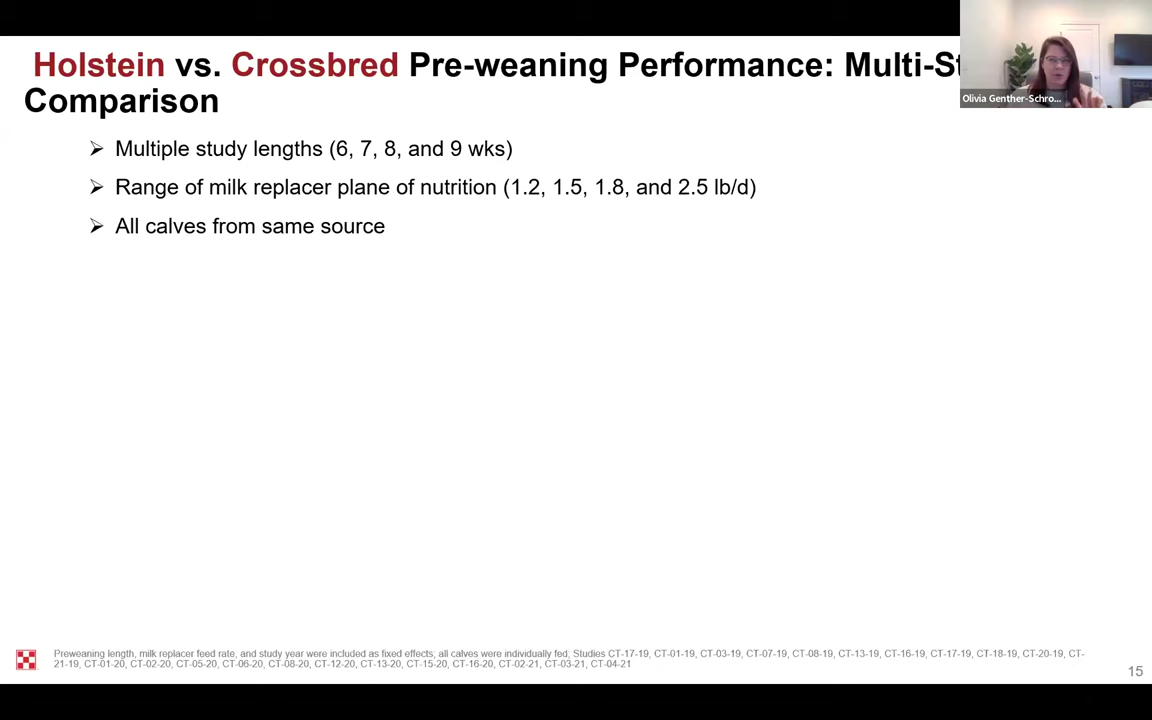 Holstein vs. Crossbred Pre-weaning Performance: Multi-
Comparison
Olivia Genther-Schro...
➢ Multiple study lengths (6, 7, 8, and 9 wks)
➢ Range of milk replacer plane of nutrition (1.2, 1.5, 1.8, and 2.5 lb/d)
➢ All calves from same source
Preweaning length, milk replacer feed rate, and study year were included as fixed effects; all calves were individually fed; Studies CT-17-19, CT-01-19, CT-03-19, CT-07-19, CT-08-19, CT-13-19, CT-16-19, CT-17-19, CT-18-19, CT-20-19, CT-
21-19, CT-01-20, CT-02-20, CT-05-20, CT-06-20, CT-08-20, CT-12-20, CT-13-20, CT-15-20, CT-16-20, CT-02-21, CT-03-21, CT-04-21
15